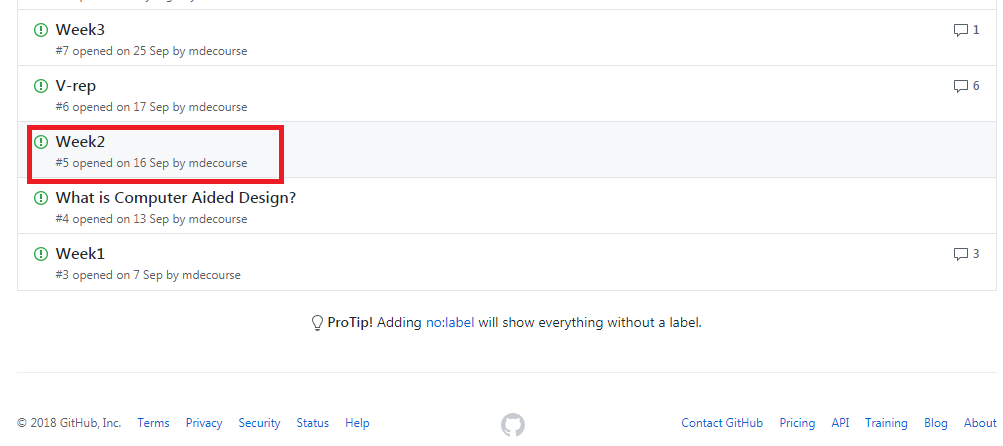 Week3
1
#7 opened on 25 Sep by mdecourse
V-rep
6
#6 opened on 17 Sep by mdecourse
Week2
#5 opened on 16 Sep by mdecourse
What is Computer Aided Design?
#4 opened on 13 Sep by mdecourse
Week1
3
#3 opened on 7 Sep by mdecourse
ProTip! Adding no:label will show everything without a label.
© 2018 GitHub, Inc. Terms Privacy Security Status Help Contact GitHub Pricing API Training Blog About